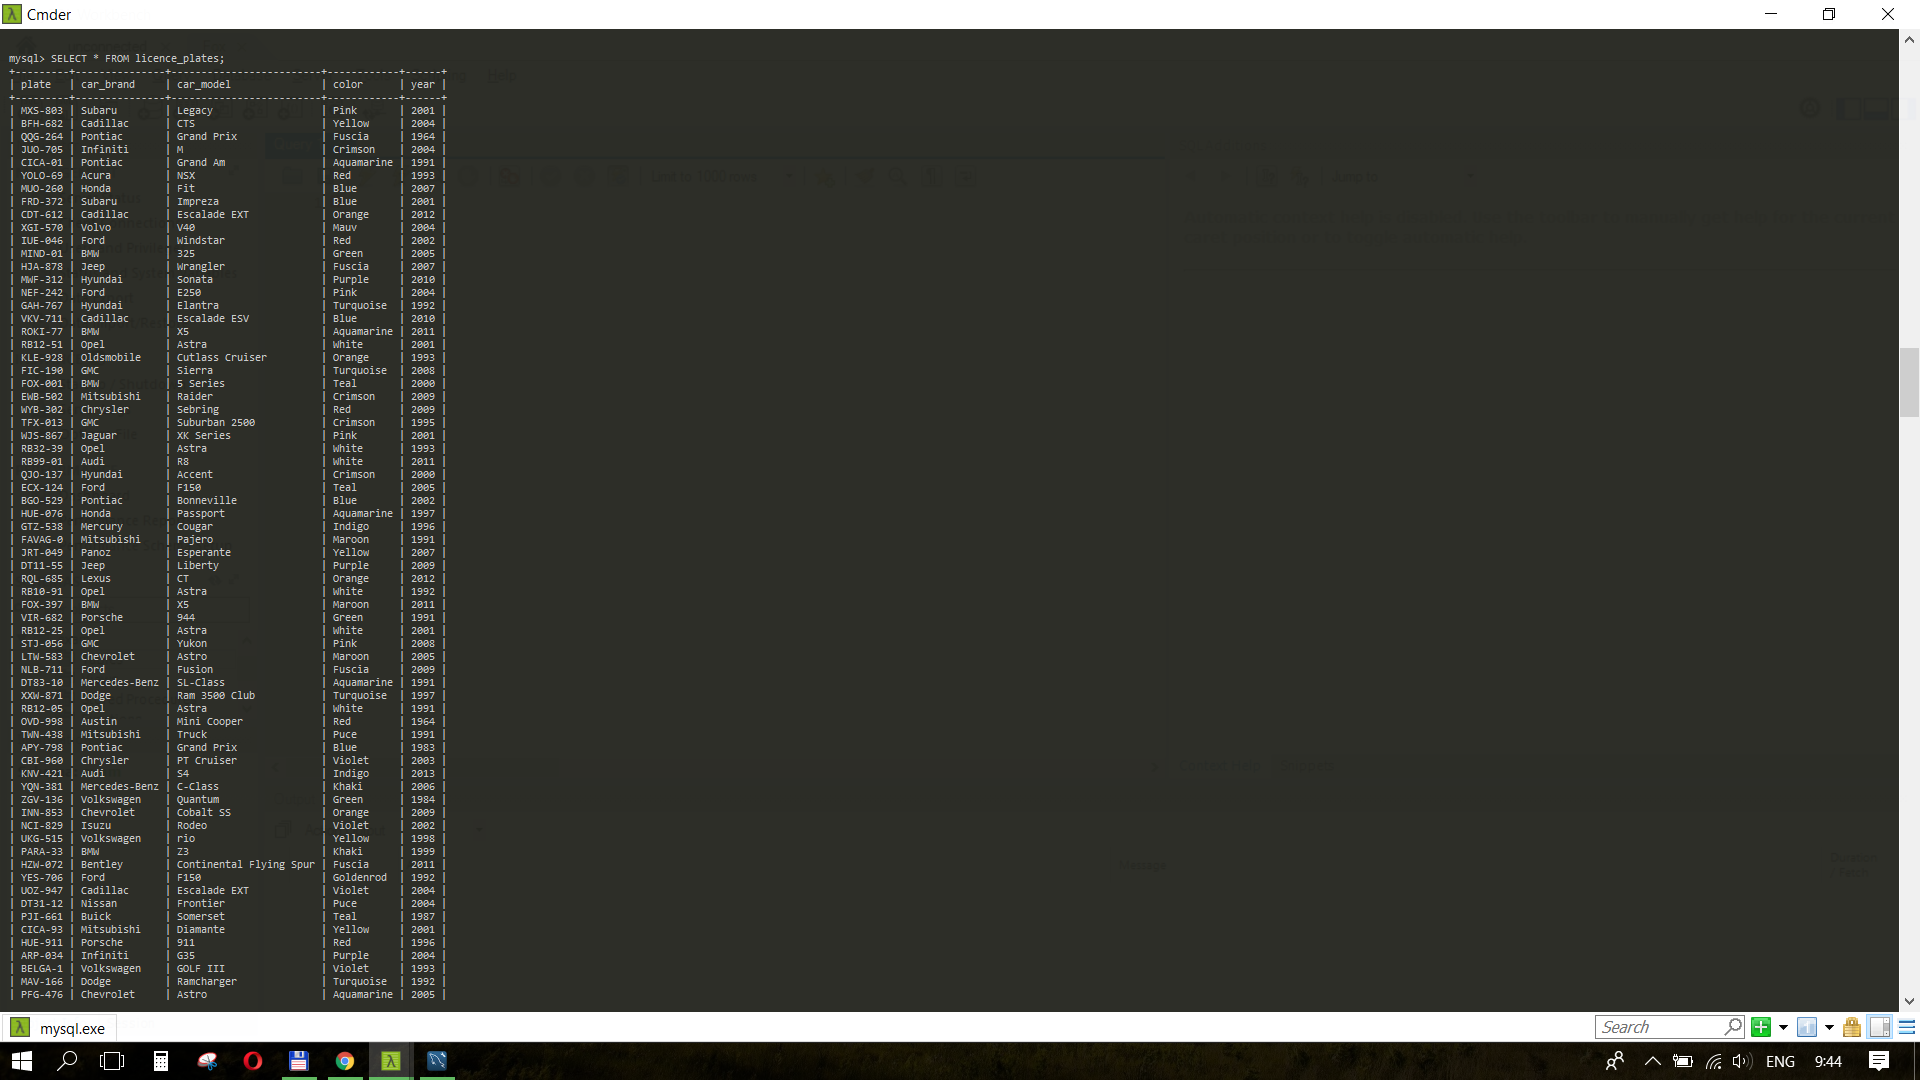 Cmder
mysql> SELECT * FROM licence_plates;
+---------+---------------+-------------------------+------------+------+
| plate   | car_brand     | car_model               | color      | year |
+---------+---------------+-------------------------+------------+------+
| MXS-803 | Subaru        | Legacy                  | Pink       | 2001 |
| BFH-682 | Cadillac      | CTS                     | Yellow     | 2004 |
| QQG-264 | Pontiac       | Grand Prix              | Fuscia     | 1964 |
| JUO-705 | Infiniti      | M                       | Crimson    | 2004 |
| CICA-01 | Pontiac       | Grand Am                | Aquamarine | 1991 |
| YOLO-69 | Acura         | NSX                     | Red        | 1993 |
| MUO-260 | Honda         | Fit                     | Blue       | 2007 |
| FRD-372 | Subaru        | Impreza                 | Blue       | 2001 |
| CDT-612 | Cadillac      | Escalade EXT            | Orange     | 2012 |
| XGI-570 | Volvo         | V40                     | Mauv       | 2004 |
| IUE-046 | Ford          | Windstar                | Red        | 2002 |
| MIND-01 | BMW           | 325                     | Green      | 2005 |
| HJA-878 | Jeep          | Wrangler                | Fuscia     | 2007 |
| MWF-312 | Hyundai       | Sonata                  | Purple     | 2010 |
| NEF-242 | Ford          | E250                    | Pink       | 2004 |
| GAH-767 | Hyundai       | Elantra                 | Turquoise  | 1992 |
| VKV-711 | Cadillac      | Escalade ESV            | Blue       | 2010 |
| ROKI-77 | BMW           | X5                      | Aquamarine | 2011 |
| RB12-51 | Opel          | Astra                   | White      | 2001 |
| KLE-928 | Oldsmobile    | Cutlass Cruiser         | Orange     | 1993 |
| FIC-190 | GMC           | Sierra                  | Turquoise  | 2008 |
| FOX-001 | BMW           | 5 Series                | Teal       | 2000 |
| EWB-502 | Mitsubishi    | Raider                  | Crimson    | 2009 |
| WYB-302 | Chrysler      | Sebring                 | Red        | 2009 |
| TFX-013 | GMC           | Suburban 2500           | Crimson    | 1995 |
| WJS-867 | Jaguar        | XK Series               | Pink       | 2001 |
| RB32-39 | Opel          | Astra                   | White      | 1993 |
| RB99-01 | Audi          | R8                      | White      | 2011 |
| QJO-137 | Hyundai       | Accent                  | Crimson    | 2000 |
| ECX-124 | Ford          | F150                    | Teal       | 2005 |
| BGO-529 | Pontiac       | Bonneville              | Blue       | 2002 |
| HUE-076 | Honda         | Passport                | Aquamarine | 1997 |
| GTZ-538 | Mercury       | Cougar                  | Indigo     | 1996 |
| FAVAG-0 | Mitsubishi    | Pajero                  | Maroon     | 1991 |
| JRT-049 | Panoz         | Esperante               | Yellow     | 2007 |
| DT11-55 | Jeep          | Liberty                 | Purple     | 2009 |
| RQL-685 | Lexus         | CT                      | Orange     | 2012 |
| RB10-91 | Opel          | Astra                   | White      | 1992 |
| FOX-397 | BMW           | X5                      | Maroon     | 2011 |
| VIR-682 | Porsche       | 944                     | Green      | 1991 |
| RB12-25 | Opel          | Astra                   | White      | 2001 |
| STJ-056 | GMC           | Yukon                   | Pink       | 2008 |
| LTW-583 | Chevrolet     | Astro                   | Maroon     | 2005 |
| NLB-711 | Ford          | Fusion                  | Fuscia     | 2009 |
| DT83-10 | Mercedes-Benz | SL-Class                | Aquamarine | 1991 |
| XXW-871 | Dodge         | Ram 3500 Club           | Turquoise  | 1997 |
| RB12-05 | Opel          | Astra                   | White      | 1991 |
| OVD-998 | Austin        | Mini Cooper             | Red        | 1964 |
| TWN-438 | Mitsubishi    | Truck                   | Puce       | 1991 |
| APY-798 | Pontiac       | Grand Prix              | Blue       | 1983 |
| CBI-960 | Chrysler      | PT Cruiser              | Violet     | 2003 |
| KNV-421 | Audi          | S4                      | Indigo     | 2013 |
| YQN-381 | Mercedes-Benz | C-Class                 | Khaki      | 2006 |
| ZGV-136 | Volkswagen    | Quantum                 | Green      | 1984 |
| INN-853 | Chevrolet     | Cobalt SS               | Orange     | 2009 |
| NCI-829 | Isuzu         | Rodeo                   | Violet     | 2002 |
| UKG-515 | Volkswagen    | rio                     | Yellow     | 1998 |
| PARA-33 | BMW           | Z3                      | Khaki      | 1999 |
| HZW-072 | Bentley       | Continental Flying Spur | Fuscia     | 2011 |
| YES-706 | Ford          | F150                    | Goldenrod  | 1992 |
| UOZ-947 | Cadillac      | Escalade EXT            | Violet     | 2004 |
| DT31-12 | Nissan        | Frontier                | Puce       | 2004 |
| PJI-661 | Buick         | Somerset                | Teal       | 1987 |
| CICA-93 | Mitsubishi    | Diamante                | Yellow     | 2001 |
| HUE-911 | Porsche       | 911                     | Red        | 1996 |
| ARP-034 | Infiniti      | G35                     | Purple     | 2004 |
| BELGA-1 | Volkswagen    | GOLF III                | Violet     | 1993 |
| MAV-166 | Dodge         | Ramcharger              | Turquoise  | 1992 |
| PFG-476 | Chevrolet     | Astro                   | Aquamarine | 2005 |
mysql.exe
Search
ENG
9:44